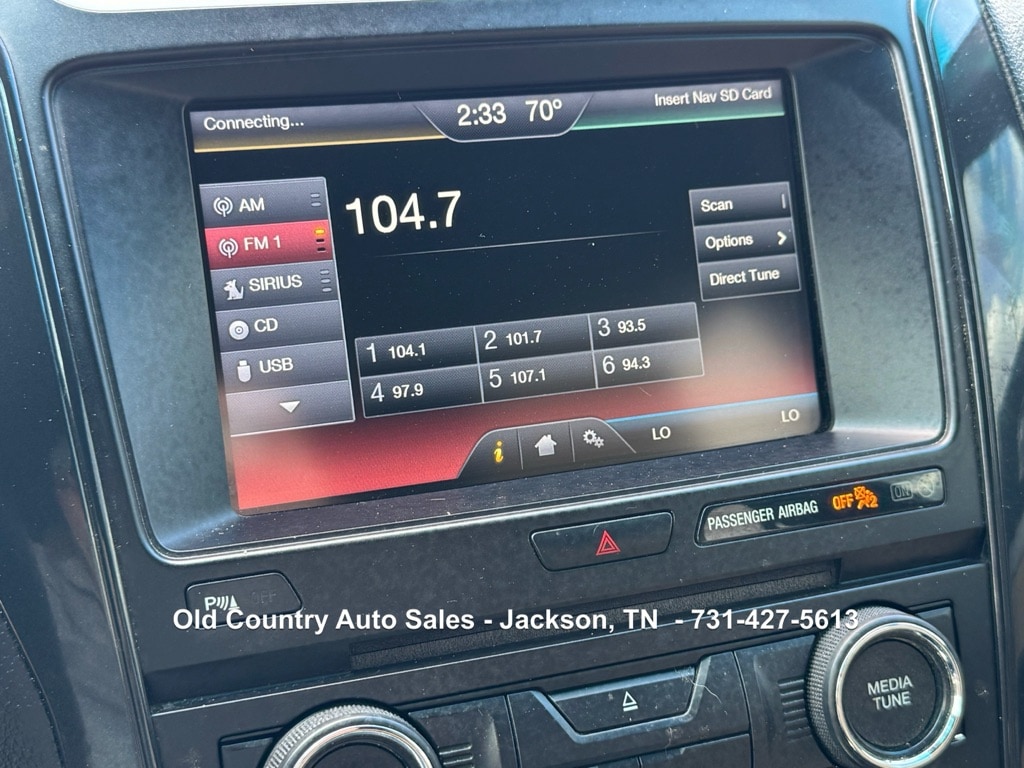 Connecting...
2:33 70°
Insert Nav SD Card
AM
FM 1
SIRIUS
CD
USB
104.7
Scan
Options
Direct Tune
1 104.1
2 101.7
3 93.5
4 97.9
5 107.1
6 94.3
i
LO
LO
PASSENGER AIRBAG OFF 2 ON
P OFF
Old Country Auto Sales - Jackson, TN - 731-427-5613
MEDIA
TUNE